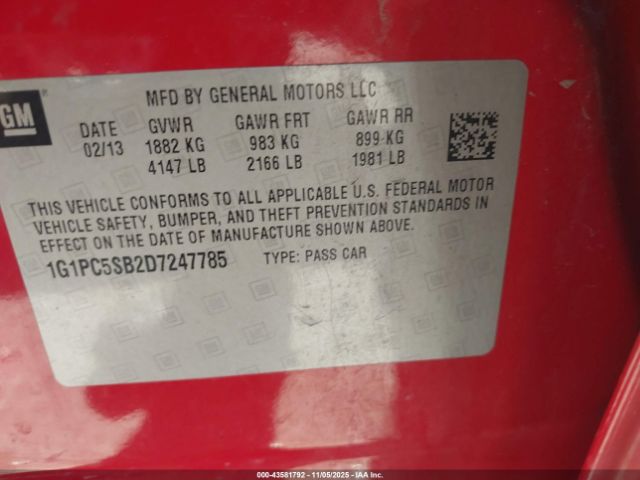 GM
MFD BY GENERAL MOTORS LLC
DATE GVWR GAWR FRT GAWR RR
02/13 1882 KG 983 KG 899 KG
4147 LB 2166 LB 1981 LB
THIS VEHICLE CONFORMS TO ALL APPLICABLE U.S. FEDERAL MOTOR
VEHICLE SAFETY, BUMPER, AND THEFT PREVENTION STANDARDS IN
EFFECT ON THE DATE OF MANUFACTURE SHOWN ABOVE.
1G1PC5SB2D7247785 TYPE: PASS CAR
000-43581792 - 11/05/2025 - IAA Inc.